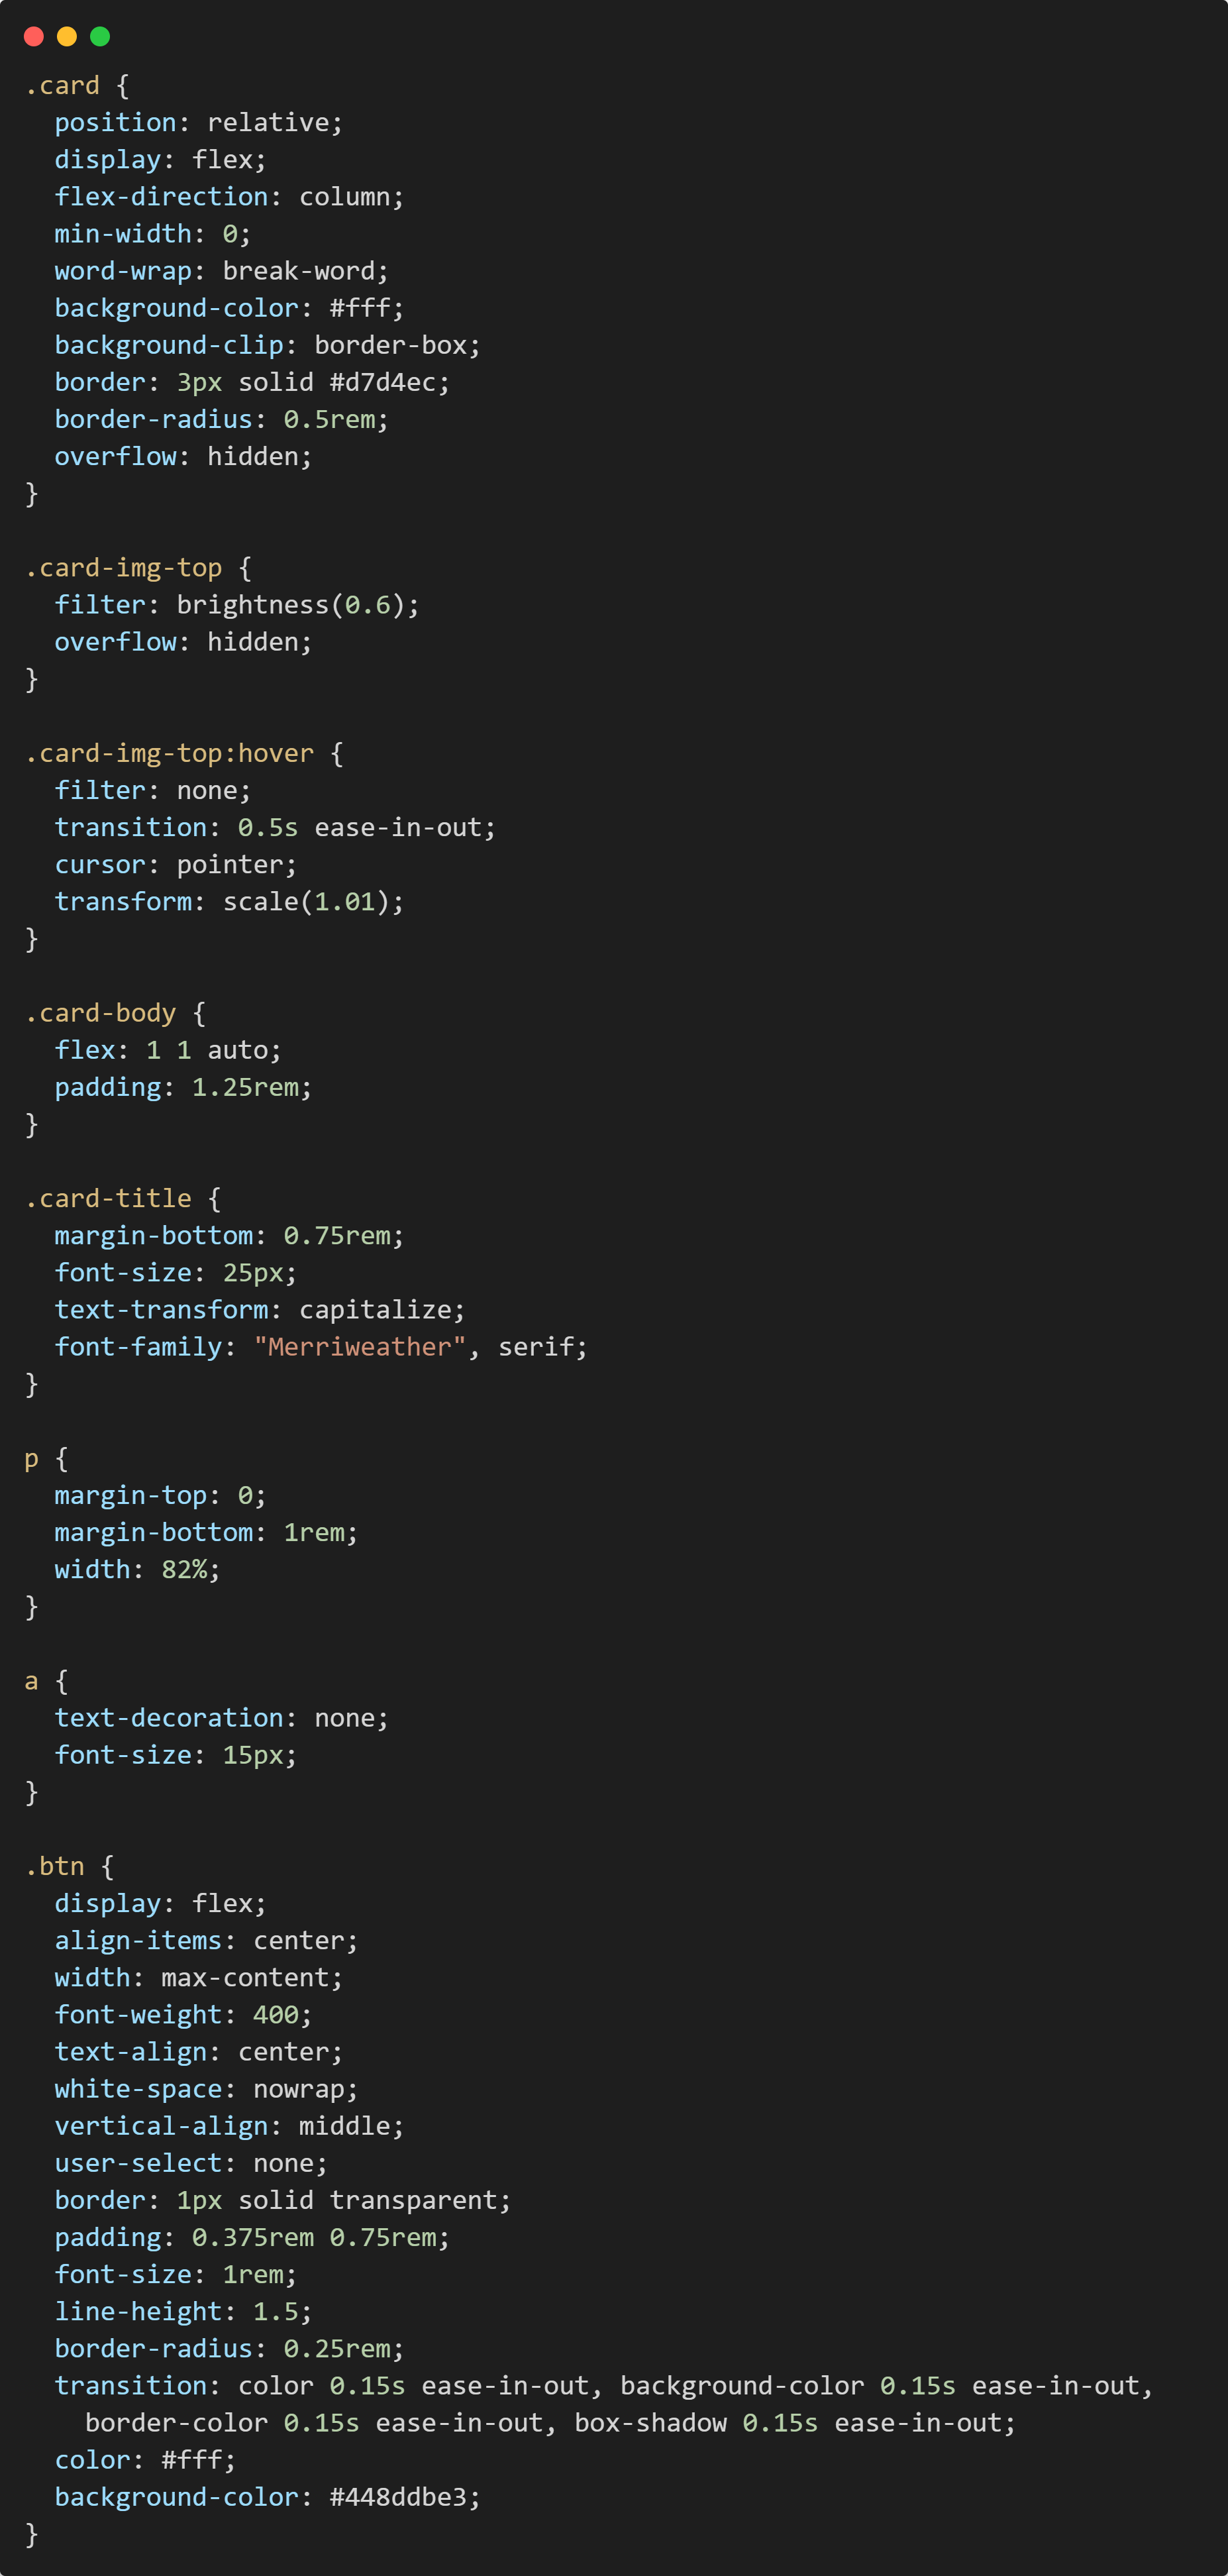 .card {
  position: relative;
  display: flex;
  flex-direction: column;
  min-width: 0;
  word-wrap: break-word;
  background-color: #fff;
  background-clip: border-box;
  border: 3px solid #d7d4ec;
  border-radius: 0.5rem;
  overflow: hidden;
}

.card-img-top {
  filter: brightness(0.6);
  overflow: hidden;
}

.card-img-top:hover {
  filter: none;
  transition: 0.5s ease-in-out;
  cursor: pointer;
  transform: scale(1.01);
}

.card-body {
  flex: 1 1 auto;
  padding: 1.25rem;
}

.card-title {
  margin-bottom: 0.75rem;
  font-size: 25px;
  text-transform: capitalize;
  font-family: "Merriweather", serif;
}

p {
  margin-top: 0;
  margin-bottom: 1rem;
  width: 82%;
}

a {
  text-decoration: none;
  font-size: 15px;
}

.btn {
  display: flex;
  align-items: center;
  width: max-content;
  font-weight: 400;
  text-align: center;
  white-space: nowrap;
  vertical-align: middle;
  user-select: none;
  border: 1px solid transparent;
  padding: 0.375rem 0.75rem;
  font-size: 1rem;
  line-height: 1.5;
  border-radius: 0.25rem;
  transition: color 0.15s ease-in-out, background-color 0.15s ease-in-out,
    border-color 0.15s ease-in-out, box-shadow 0.15s ease-in-out;
  color: #fff;
  background-color: #448ddbe3;
}